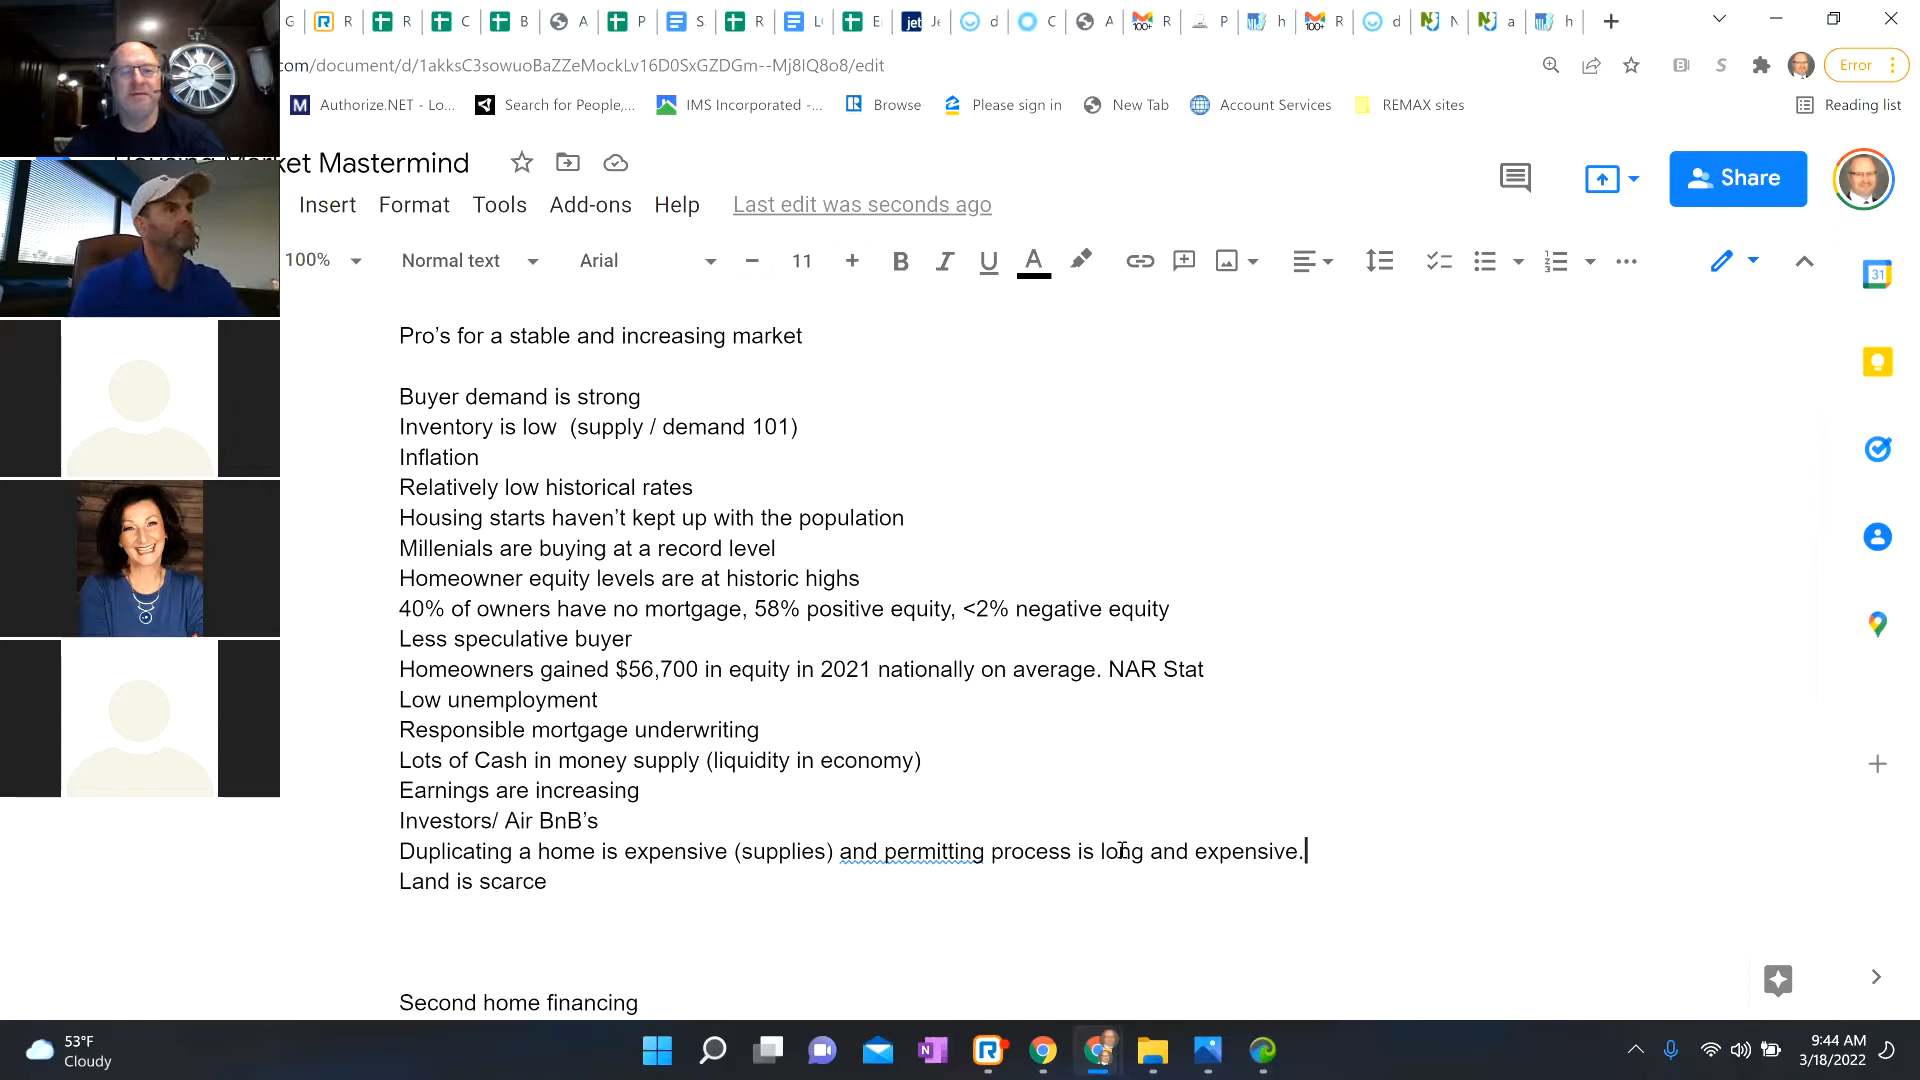 G R R C B A P S R L E jet Je d C A R P h R d N a h
com/document/d/1akksC3sowuoBaZZeMockLv16D0SxGZDGm--Mj8lQ8o8/edit
Error
Authorize.NET - Lo... Search for People,... IMS Incorporated -... Browse Please sign in New Tab Account Services REMAX sites Reading list
ket Mastermind
Share
Insert Format Tools Add-ons Help Last edit was seconds ago
100% Normal text Arial 11 B I U A
31
Pro’s for a stable and increasing market
Buyer demand is strong
Inventory is low (supply / demand 101)
Inflation
Relatively low historical rates
Housing starts haven’t kept up with the population
Millenials are buying at a record level
Homeowner equity levels are at historic highs
40% of owners have no mortgage, 58% positive equity, <2% negative equity
Less speculative buyer
Homeowners gained $56,700 in equity in 2021 nationally on average. NAR Stat
Low unemployment
Responsible mortgage underwriting
Lots of Cash in money supply (liquidity in economy)
Earnings are increasing
Investors/ Air BnB’s
Duplicating a home is expensive (supplies) and permitting process is long and expensive.
Land is scarce
Second home financing
53°F
Cloudy
9:44 AM
3/18/2022